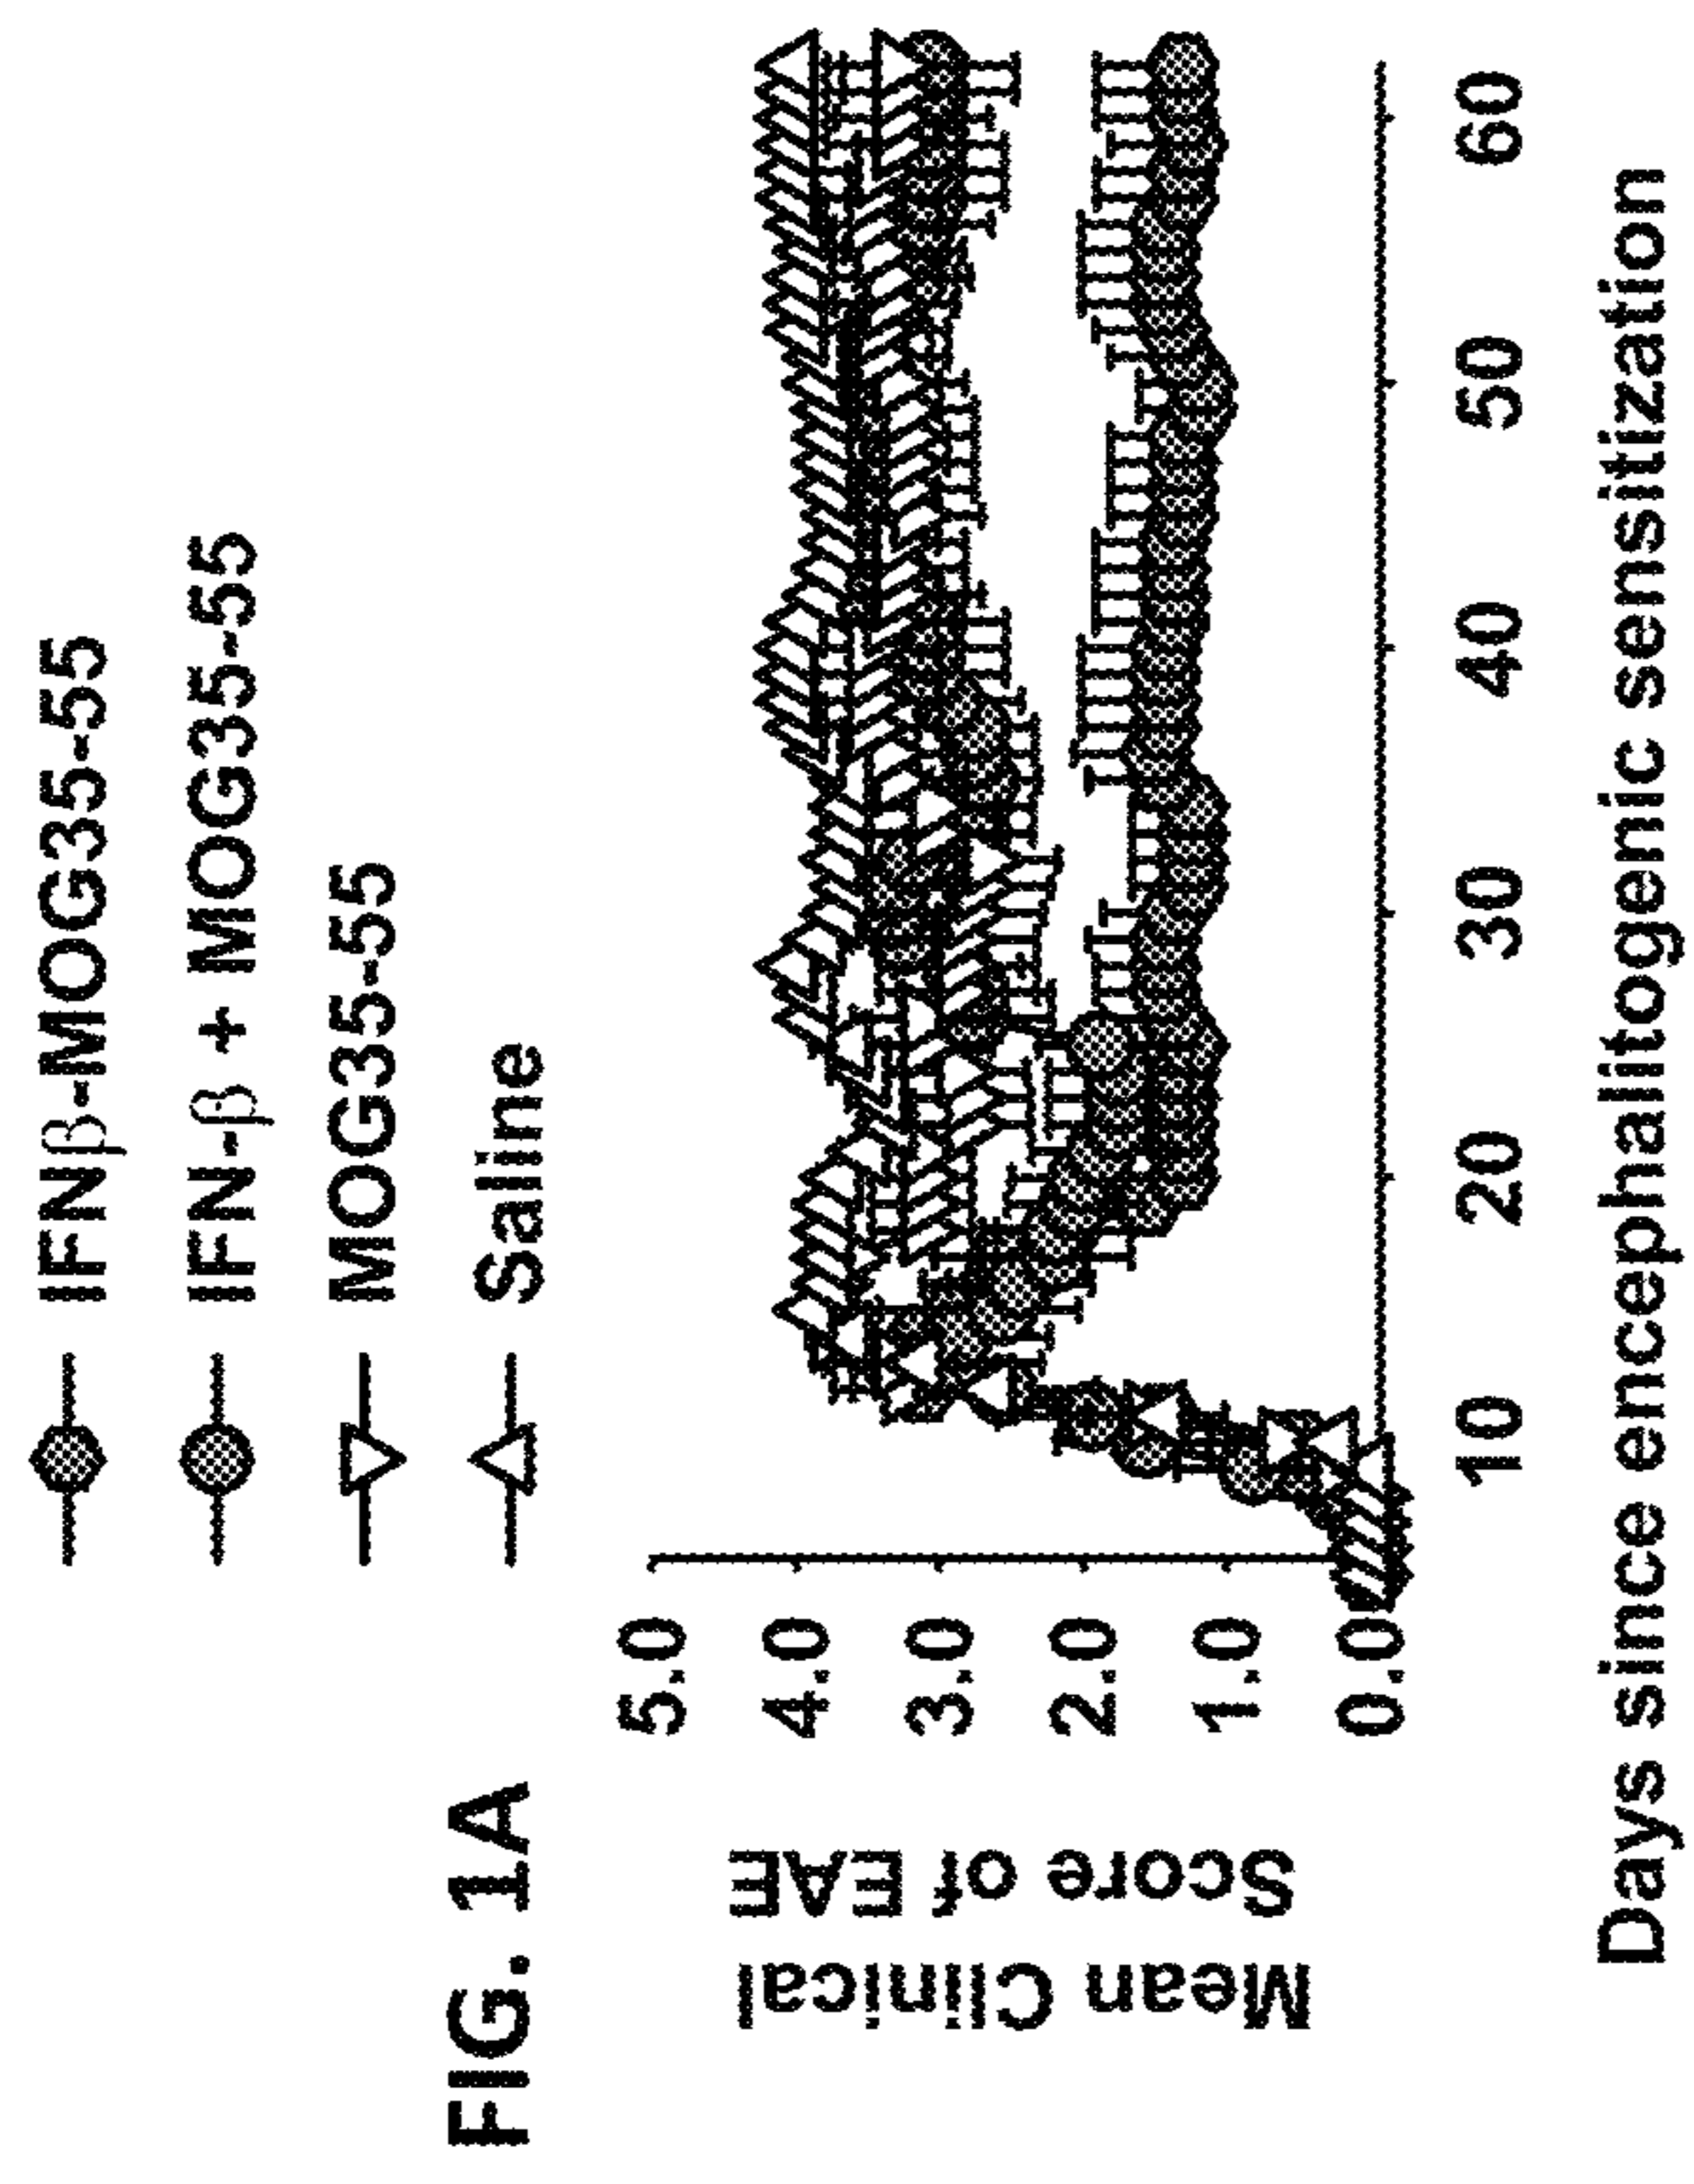 IFNβ-MOG35-55
IFN-β + MOG35-55
MOG35-55
Saline
FIG. 1A
Mean Clinical
Score of EAE
5.0
4.0
3.0
2.0
1.0
0.0
10
20
30
40
50
60
Days since encephalitogenic sensitization